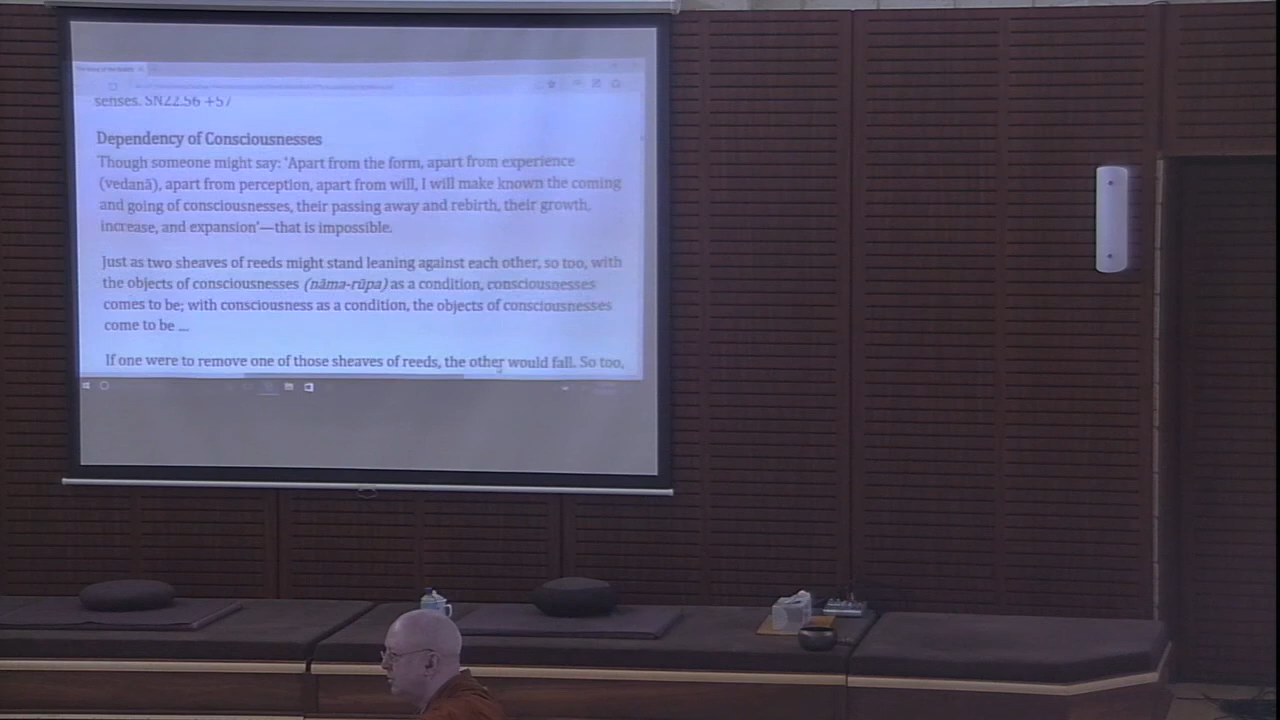 senses. SN22.56 +57
Dependency of Consciousnesses
Though someone might say: 'Apart from the form, apart from experience
(vedanā), apart from perception, apart from will, I will make known the coming
and going of consciousnesses, their passing away and rebirth, their growth,
increase, and expansion'—that is impossible.
Just as two sheaves of reeds might stand leaning against each other, so too, with
the objects of consciousnesses (nāma-rūpa) as a condition, consciousnesses
comes to be; with consciousness as a condition, the objects of consciousnesses
come to be ...
If one were to remove one of those sheaves of reeds, the other would fall. So too,